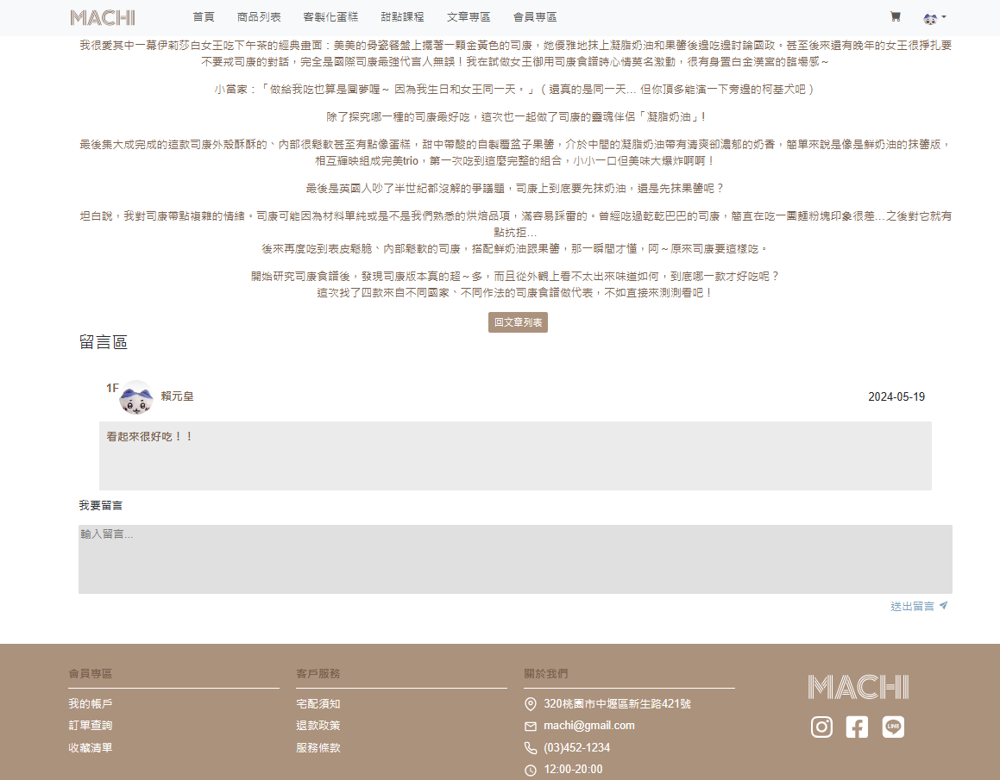 MACHI 首頁 商品列表 客製化蛋糕 甜點課程 文章專區 會員專區
我很愛其中一幕伊莉莎白女王吃下午茶的經典畫面：美美的骨瓷餐盤上擺著一顆金黃色的司康，她優雅地抹上凝脂奶油和果醬後邊吃邊討論國政。甚至後來還有晚年的女王很掙扎要
不要戒司康的對話，完全是國際司康最強代言人無誤！我在試做女王御用司康食譜時心情莫名激動，很有身置白金漢宮的臨場感～
小當家：「做給我吃也算是圓夢喔～ 因為我生日和女王同一天。」（還真的是同一天... 但你頂多能演一下旁邊的柯基犬吧）
除了探究哪一種的司康最好吃，這次也一起做了司康的靈魂伴侶「凝脂奶油」!
最後集大成完成的這款司康外殼酥酥的、內部很鬆軟甚至有點像蛋糕，甜中帶酸的自製覆盆子果醬，介於中間的凝脂奶油帶有清爽卻濃郁的奶香，簡單來說是像是鮮奶油的抹醬版，
相互輝映組成完美trio，第一次吃到這麼完整的組合，小小一口但美味大爆炸啊啊！
最後是英國人吵了半世紀都沒解的爭議題，司康上到底要先抹奶油，還是先抹果醬呢？
坦白說，我對司康帶點複雜的情緒。司康可能因為材料單純或是不是我們熟悉的烘焙品項，滿容易踩雷的。曾經吃過乾乾巴巴的司康，簡直在吃一團麵粉塊印象很差…之後對它就有
點抗拒…
後來再度吃到表皮鬆脆、內部鬆軟的司康，搭配鮮奶油跟果醬，那一瞬間才懂，阿～原來司康要這樣吃。
開始研究司康食譜後，發現司康版本真的超～多，而且從外觀上看不太出來味道如何，到底哪一款才好吃呢？
這次找了四款來自不同國家、不同作法的司康食譜做代表，不如直接來測測看吧！
回文章列表
留言區
1F 賴元皇 2024-05-19
看起來很好吃！！
我要留言
輸入留言...
送出留言
會員專區
我的帳戶
訂單查詢
收藏清單
客戶服務
宅配須知
退款政策
服務條款
關於我們
320桃園市中壢區新生路421號
machi@gmail.com
(03)452-1234
12:00-20:00
MACHI
LINE